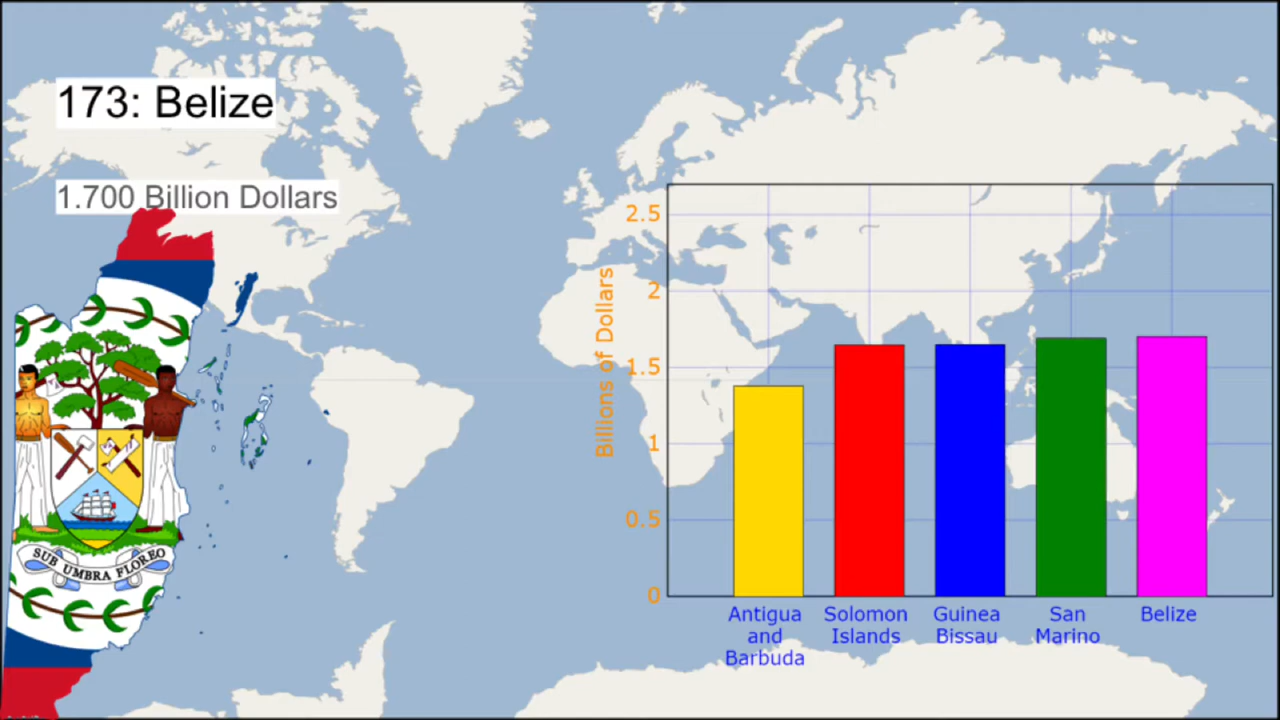 173: Belize
1.700 Billion Dollars
SUB UMBRA FLOREO
Billions of Dollars
2.5
2
1.5
1
0.5
0
Antigua
and
Barbuda
Solomon
Islands
Guinea
Bissau
San
Marino
Belize